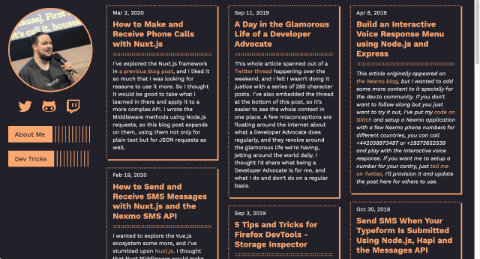 About Me
Dev Tricks
Mar 2, 2020
How to Make and
Receive Phone Calls
with Nuxt.js
I've explored the Nuxt.js framework
in a previous blog post, and I liked it
so much that I was looking for
reasons to use it more. So I thought
it would be good to take what I
learned in there and apply it to a
more complex API. I wrote the
Middleware methods using Node.js
requests, so this blog post expands
on them, using them not only for
plain text but for JSON requests as
well.
Feb 19, 2020
How to Send and
Receive SMS Messages
with Nuxt.js and the
Nexmo SMS API
I wanted to explore the Vue.js
ecosystem some more, and I've
stumbled upon Nuxt.js. I thought
Sep 11, 2019
A Day in the Glamorous
Life of a Developer
Advocate
This whole article spanned out of a
Twitter thread happening over the
weekend, and I felt I wasn't doing it
justice with a series of 280 character
posts. I've also embedded the thread
at the bottom of this post, so it's
easier to see the whole context in
one place. A few misconceptions are
floating around the internet about
what a Developer Advocate does
regularly, and they revolve around
the glamorous life we're having,
jetting around the world daily. I
thought I'd share what being a
Developer Advocate is for me, and
what I do and don't do on a regular
basis.
Sep 3, 2019
5 Tips and Tricks for
Firefox DevTools -
Storage Inspector
Apr 8, 2019
Build an Interactive
Voice Response Menu
using Node.js and
Express
This article originally appeared on
the Nexmo blog, but I wanted to add
some more content to it specially for
the dev.to community. If you don't
want to follow along but you just
want to try it out, I've put my code on
Glitch and setup a Nexmo application
with a few Nexmo phone numbers for
different countries, you can call
and play with the interactive voice
response. If you want me to setup a
number for your contry, just tell me
on Twitter, I'll provision it and update
the post here for others to use.
Oct 30, 2018
Send SMS When Your
Typeform Is Submitted
Using Node.js, Hapi and
the Messages API